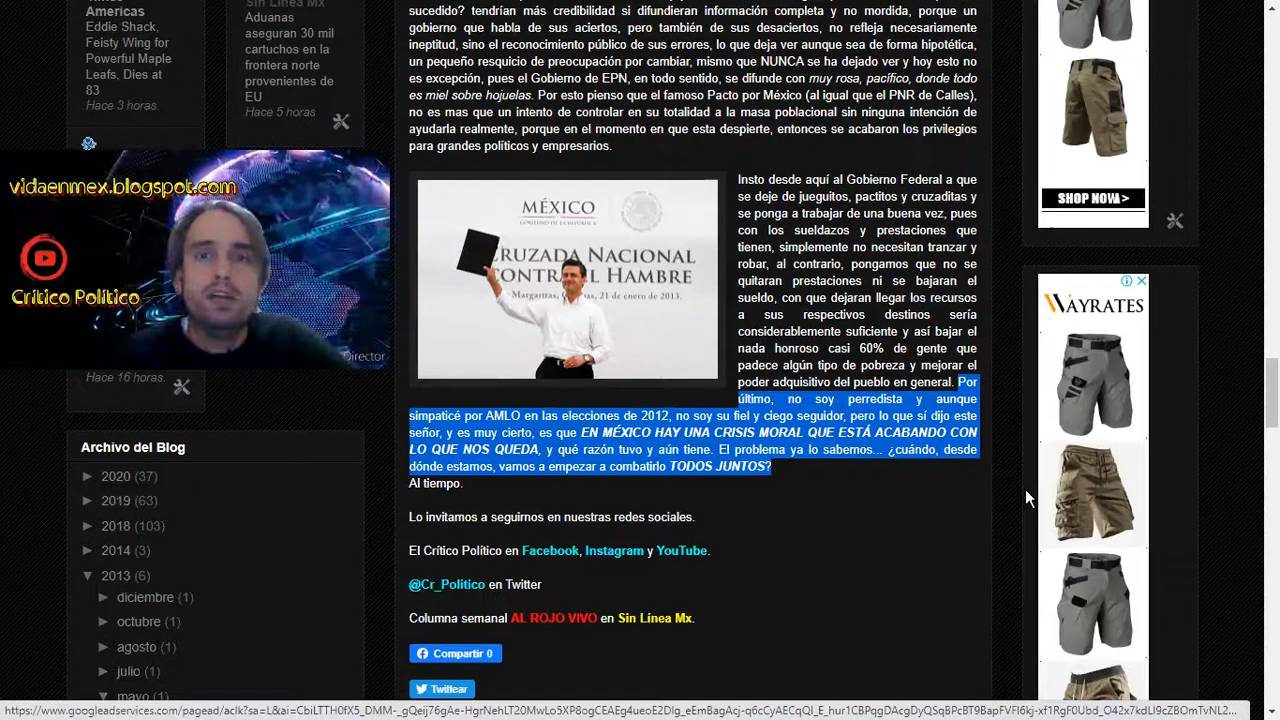 Americas
Eddie Shack,
Feisty Wing for
Powerful Maple
Leafs, Dies at
83
Hace 3 horas.
Sin Línea Mx
Aduanas
aseguran 30 mil
cartuchos en la
frontera norte
provenientes de
EU
Hace 5 horas
vidaenmex.blogspot.com
Crítico Político
Director
Hace 16 horas.
Archivo del Blog
► 2020 (37)
► 2019 (63)
► 2018 (103)
► 2014 (3)
▼ 2013 (6)
► diciembre (1)
► octubre (1)
► agosto (1)
► julio (1)
▼ mayo (1)
sucedido? tendrían más credibilidad si difundieran información completa y no mordida, porque un
gobierno que habla de sus aciertos, pero también de sus desaciertos, no refleja necesariamente
ineptitud, sino el reconocimiento público de sus errores, lo que deja ver aunque sea de forma hipotética,
un pequeño resquicio de preocupación por cambiar, mismo que NUNCA se ha dejado ver y hoy esto no
es excepción, pues el Gobierno de EPN, en todo sentido, se difunde con muy rosa, pacífico, donde todo
es miel sobre hojuelas. Por esto pienso que el famoso Pacto por México (al igual que el PNR de Calles),
no es mas que un intento de controlar en su totalidad a la masa poblacional sin ninguna intención de
ayudarla realmente, porque en el momento en que esta despierte, entonces se acabaron los privilegios
para grandes políticos y empresarios.
MÉXICO
GOBIERNO DE LA REPÚBLICA
CRUZADA NACIONAL
CONTRA EL HAMBRE
Margaritas, 21 de enero de 2013.
Insto desde aquí al Gobierno Federal a que
se deje de jueguitos, pactitos y cruzaditas y
se ponga a trabajar de una buena vez, pues
con los sueldazos y prestaciones que
tienen, simplemente no necesitan tranzar y
robar, al contrario, pongamos que no se
quitaran prestaciones ni se bajaran el
sueldo, con que dejaran llegar los recursos
a sus respectivos destinos sería
considerablemente suficiente y así bajar el
nada honroso casi 60% de gente que
padece algún tipo de pobreza y mejorar el
poder adquisitivo del pueblo en general. Por
último, no soy perredista y aunque
simpaticé por AMLO en las elecciones de 2012, no soy su fiel y ciego seguidor, pero lo que sí dijo este
señor, y es muy cierto, es que EN MÉXICO HAY UNA CRISIS MORAL QUE ESTÁ ACABANDO CON
LO QUE NOS QUEDA, y qué razón tuvo y aún tiene. El problema ya lo sabemos... ¿cuándo, desde
dónde estamos, vamos a empezar a combatirlo TODOS JUNTOS?
Al tiempo.
Lo invitamos a seguirnos en nuestras redes sociales.
El Crítico Político en Facebook, Instagram y YouTube.
@Cr_Politico en Twitter
Columna semanal AL ROJO VIVO en Sin Línea Mx.
Compartir 0
Twittear
SHOP NOW >
WAYRATES